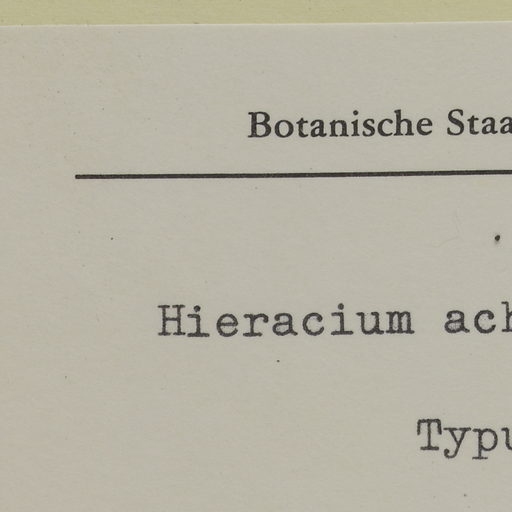 Botanische Staa
Hieracium ach
Typu